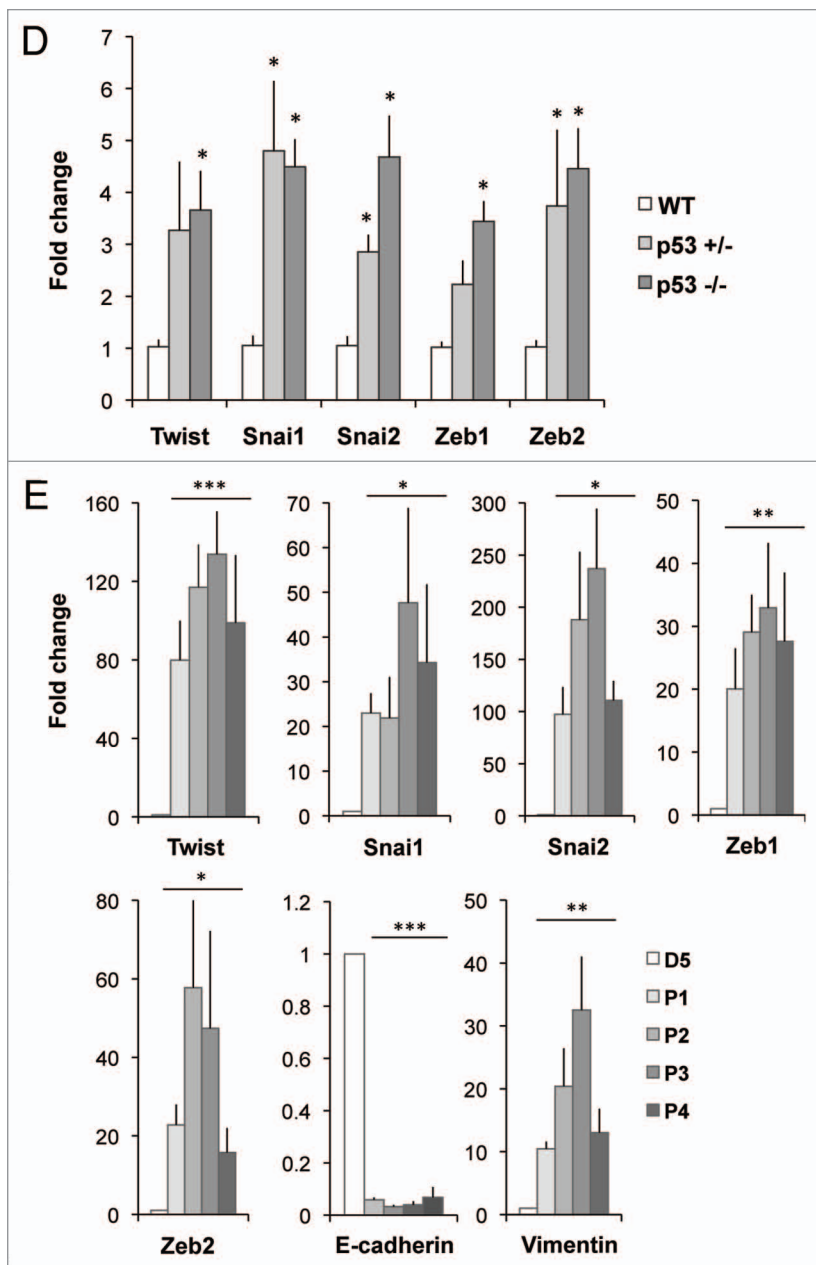 D
Fold change
7
6
5
4
3
2
1
0
* * * * * * * *
Twist Snai1 Snai2 Zeb1 Zeb2
WT
p53 +/-
p53 -/-
E
Fold change
***
160
120
80
40
0
Twist
*
70
60
50
40
30
20
10
0
Snai1
*
300
250
200
150
100
50
0
Snai2
**
50
40
30
20
10
0
Zeb1
*
80
60
40
20
0
Zeb2
***
1.2
1
0.8
0.6
0.4
0.2
0
E-cadherin
**
50
40
30
20
10
0
Vimentin
D5
P1
P2
P3
P4